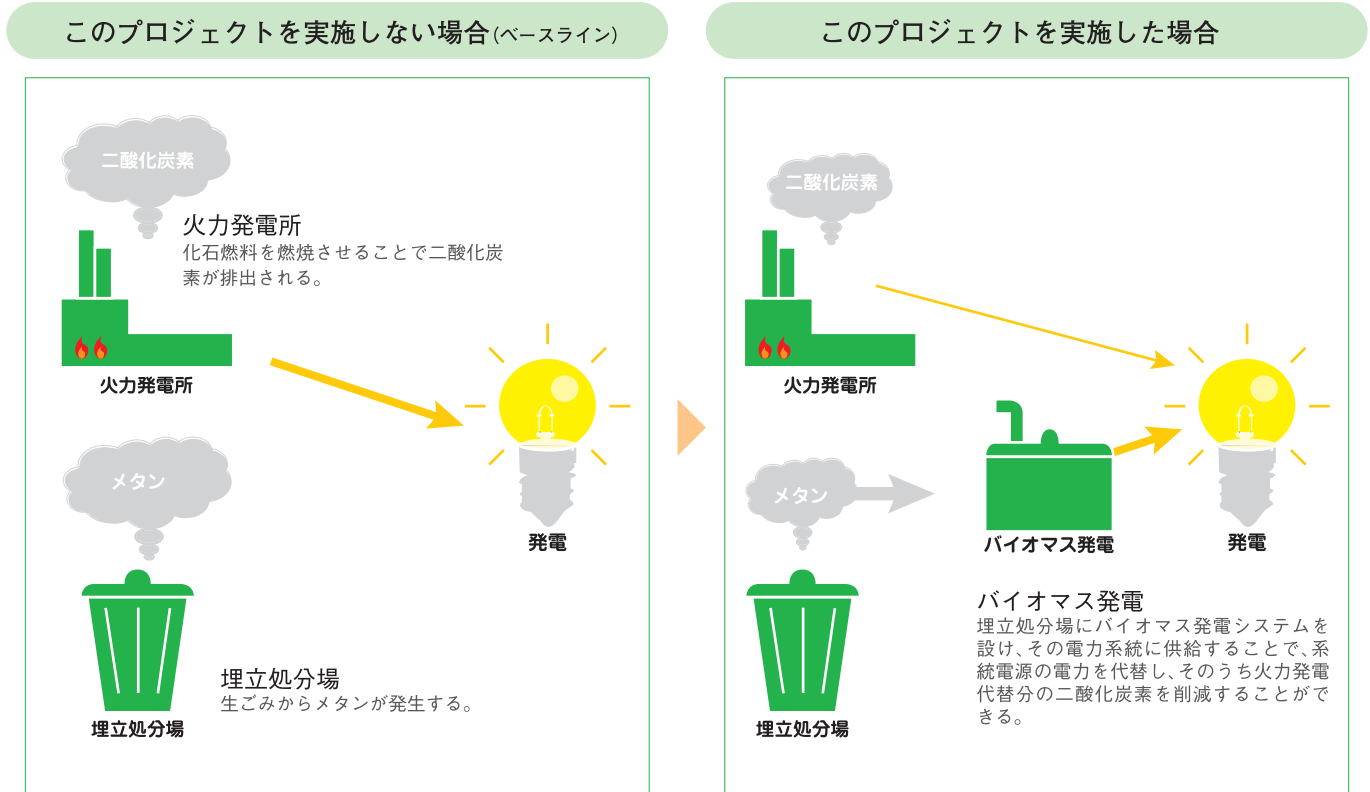 このプロジェクトを実施しない場合(ベースライン)
二酸化炭素
火力発電所
化石燃料を燃焼させることで二酸化炭
素が排出される。
火力発電所
メタン
発電
埋立処分場
生ごみからメタンが発生する。
埋立処分場
このプロジェクトを実施した場合
二酸化炭素
火力発電所
メタン
バイオマス発電
発電
バイオマス発電
埋立処分場にバイオマス発電システムを
設け、その電力系統に供給することで、系
統電源の電力を代替し、そのうち火力発電
代替分の二酸化炭素を削減することがで
きる。
埋立処分場